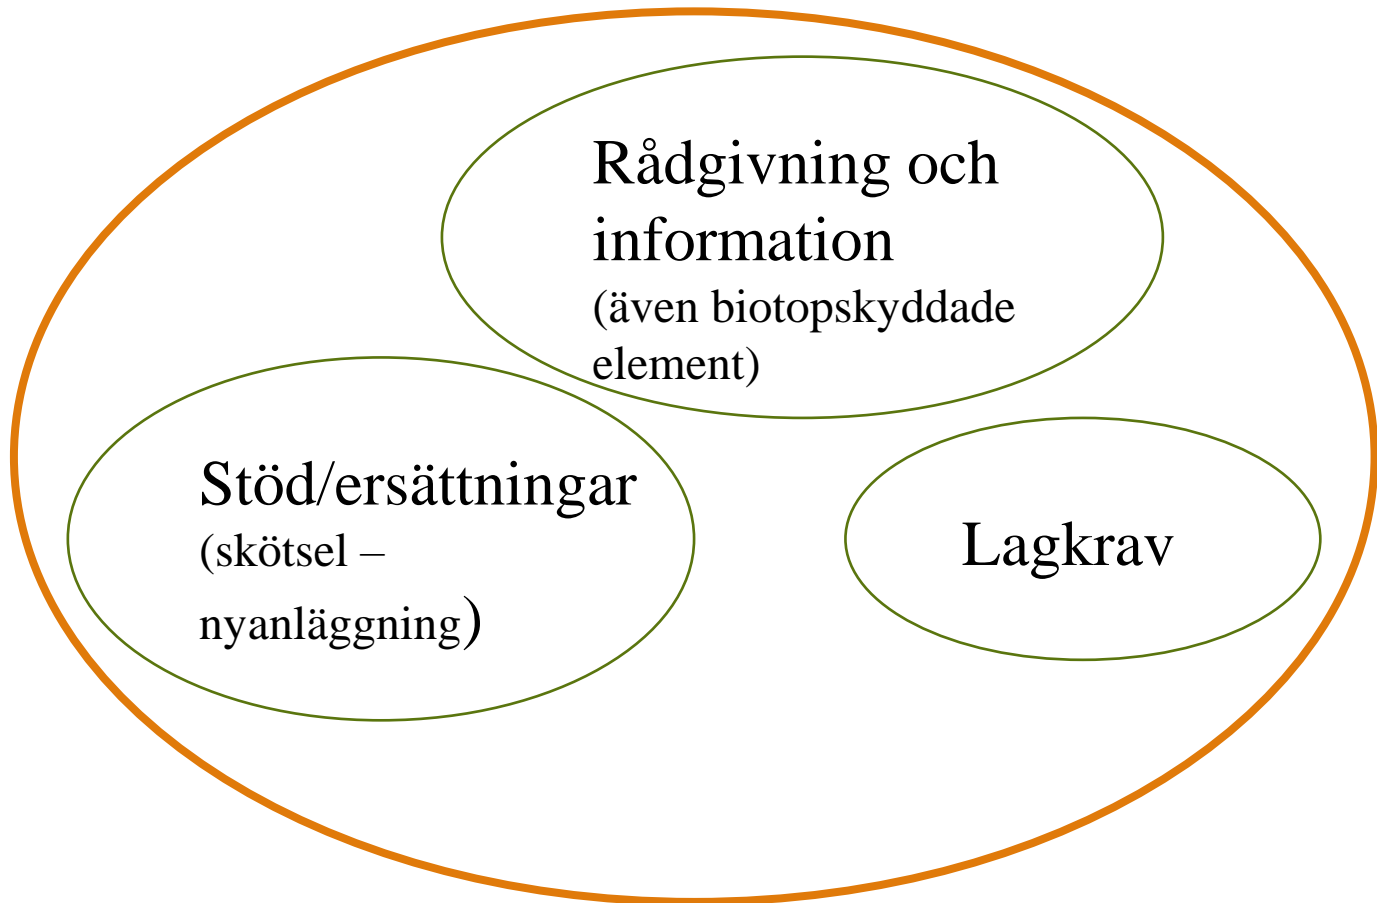 Rådgivning och
information
(även biotopskyddade
element)
Stöd/ersättningar
(skötsel –
nyanläggning)
Lagkrav